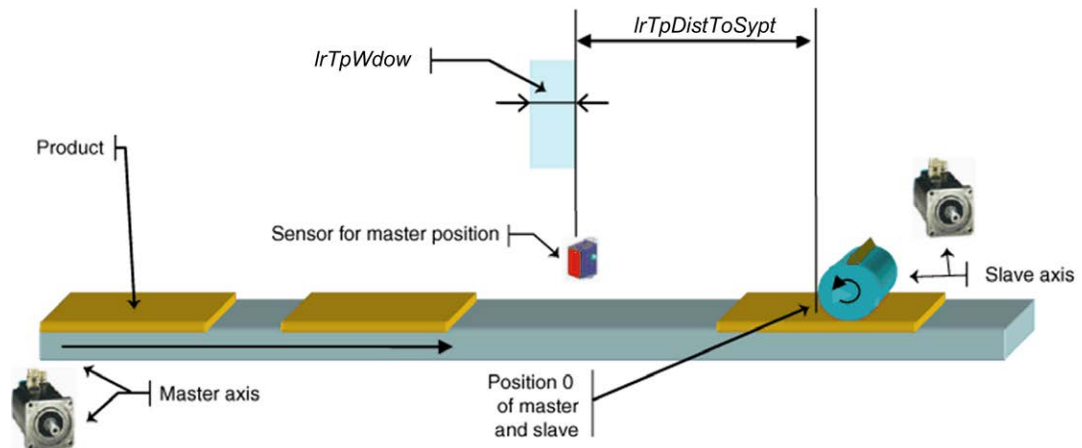 lrTpDistToSypt
lrTpWdow
Product
Sensor for master position
Slave axis
Master axis
Position 0
of master
and slave